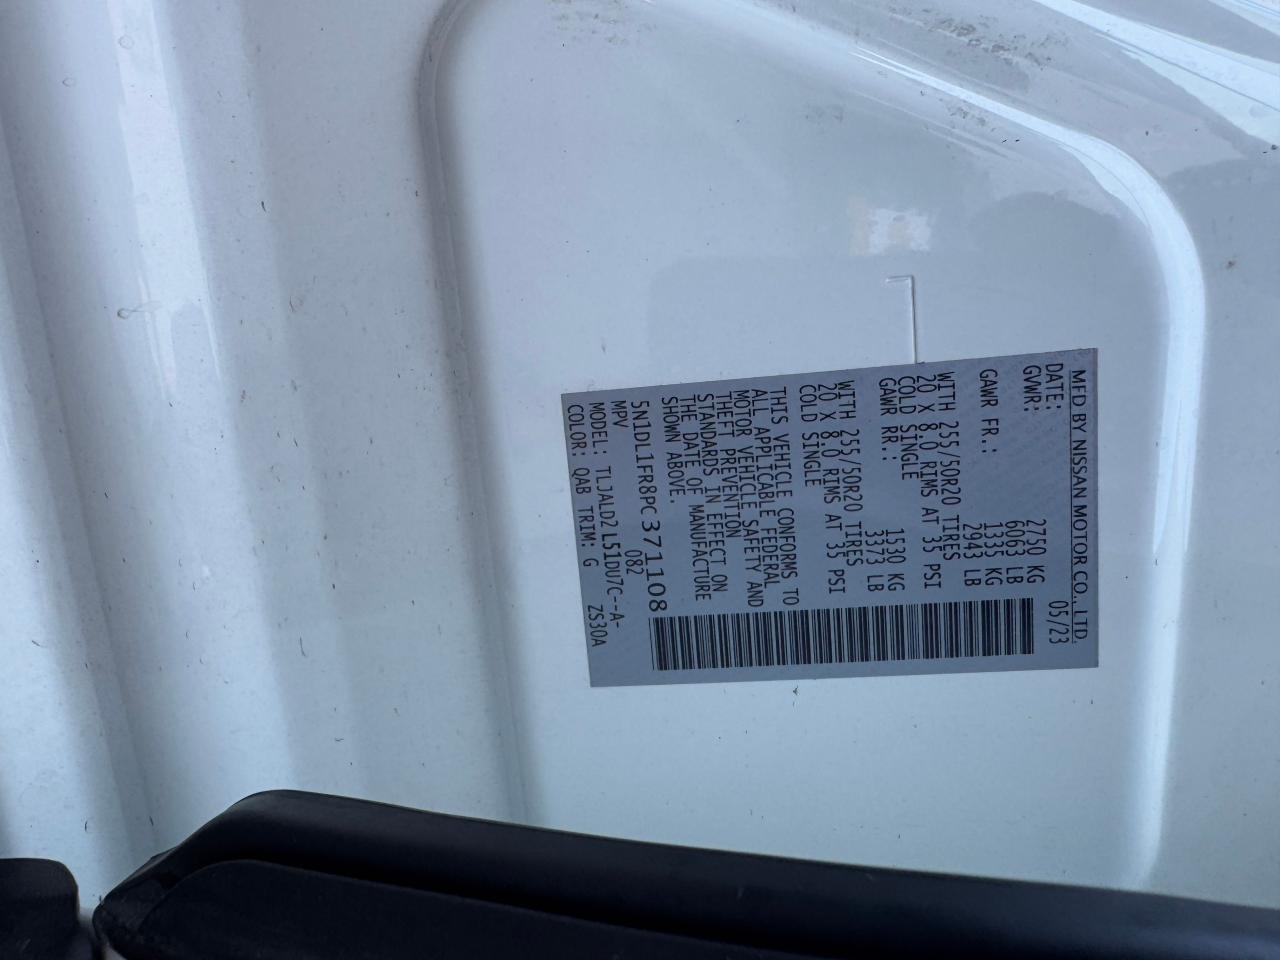 MFD BY NISSAN MOTOR CO., LTD.
DATE: 05/23
GVWR: 2750 KG
6063 LB
GAWR FR.: 1335 KG
2943 LB
WITH 255/50R20 TIRES
20 X 8.0 RIMS AT 35 PSI
COLD SINGLE
GAWR RR.: 1530 KG
3373 LB
WITH 255/50R20 TIRES
20 X 8.0 RIMS AT 35 PSI
COLD SINGLE
THIS VEHICLE CONFORMS TO
ALL APPLICABLE FEDERAL
MOTOR VEHICLE SAFETY AND
THEFT PREVENTION
STANDARDS IN EFFECT ON
THE DATE OF MANUFACTURE
SHOWN ABOVE.
5N1DL1FR8PC371108
MPV 082
MODEL: TLJALD2 L51DU7C--A-
COLOR: QAB TRIM: G ZS30A